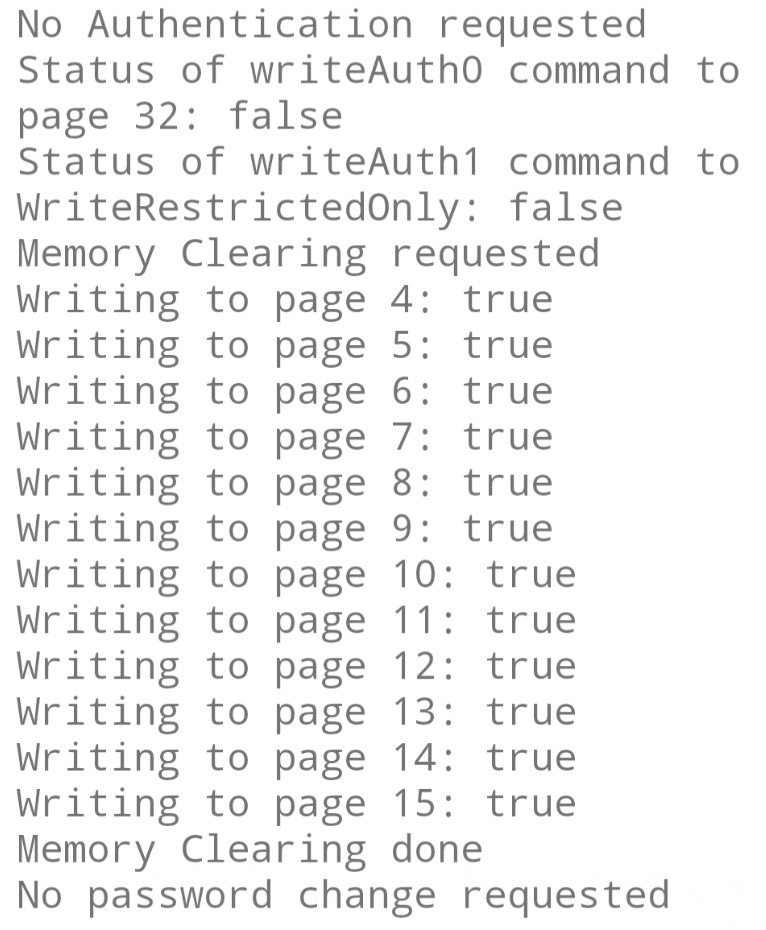 No Authentication requested
Status of writeAuth0 command to
page 32: false
Status of writeAuth1 command to
WriteRestrictedOnly: false
Memory Clearing requested
Writing to page 4: true
Writing to page 5: true
Writing to page 6: true
Writing to page 7: true
Writing to page 8: true
Writing to page 9: true
Writing to page 10: true
Writing to page 11: true
Writing to page 12: true
Writing to page 13: true
Writing to page 14: true
Writing to page 15: true
Memory Clearing done
No password change requested